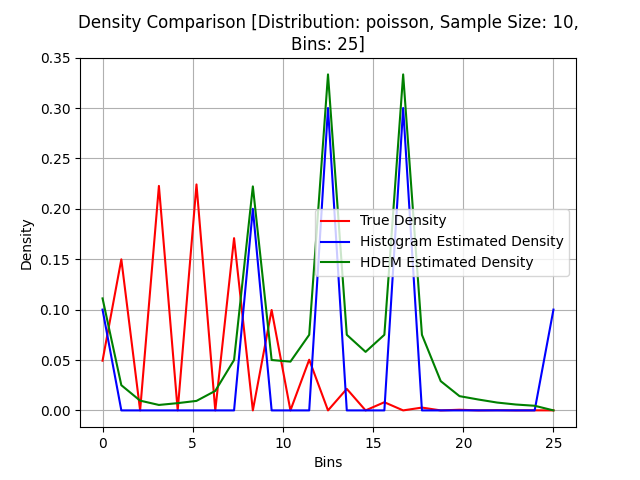 Density Comparison [Distribution: poisson, Sample Size: 10,
Bins: 25]
0.35
0.30
0.25
0.20
0.15
0.10
0.05
0.00
Density
True Density
Histogram Estimated Density
HDEM Estimated Density
0 5 10 15 20 25
Bins